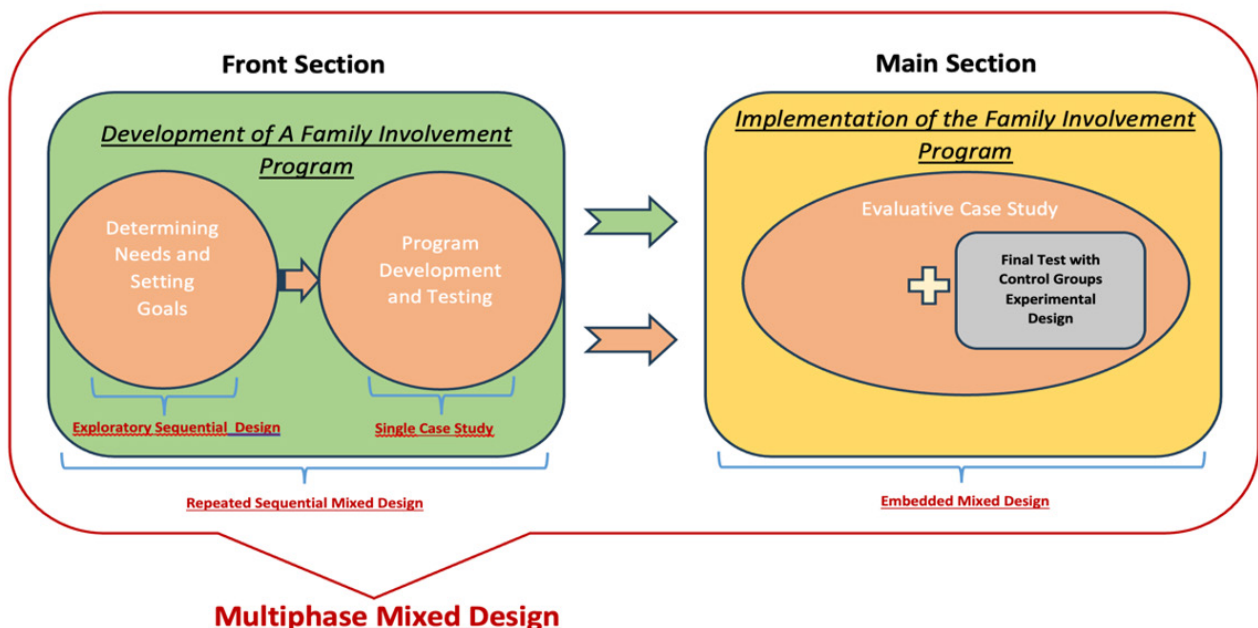 Front Section
Development of A Family Involvement
Program
Determining
Needs and
Setting
Goals
Program
Development
and Testing
Exploratory Sequential Design
Single Case Study
Repeated Sequential Mixed Design
Main Section
Implementation of the Family Involvement
Program
Evaluative Case Study
Final Test with
Control Groups
Experimental
Design
Embedded Mixed Design
Multiphase Mixed Design